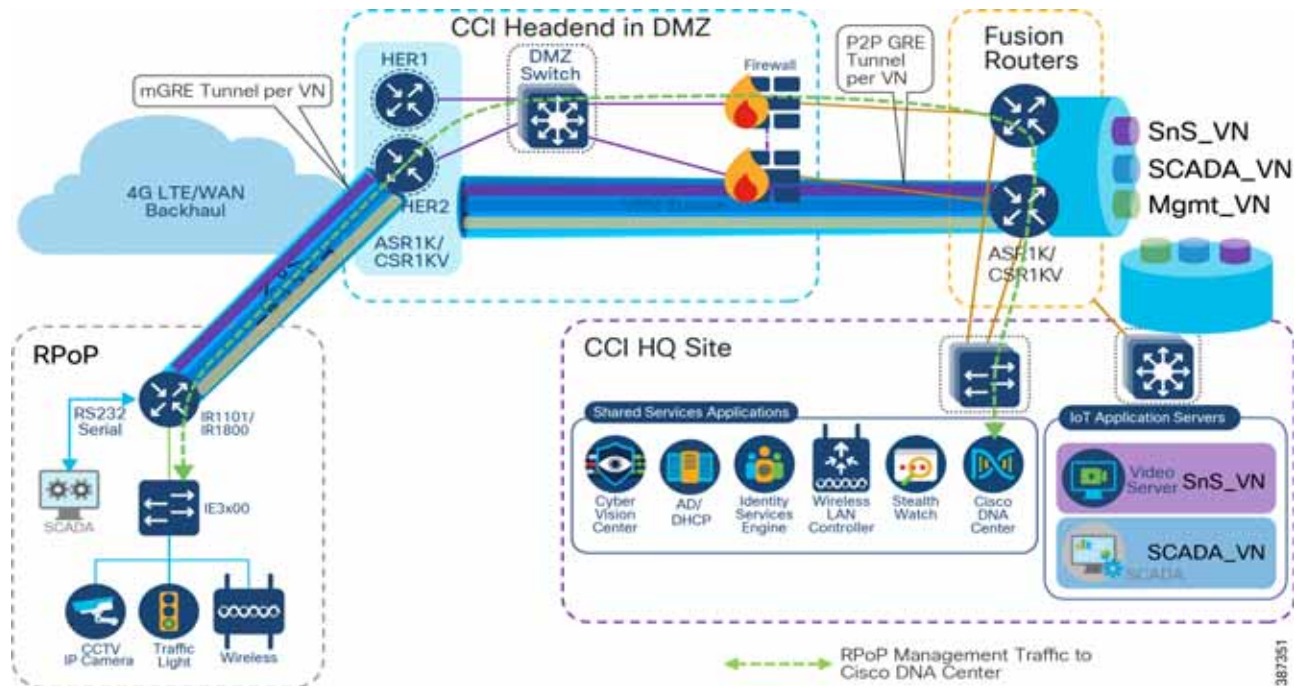 CCI Headend in DMZ
HER1
DMZ
Switch
Firewall
P2P GRE
Tunnel
per VN
Fusion
Routers
mGRE Tunnel per VN
4G LTE/WAN
Backhaul
HER2
ASR1K/
CSR1KV
ASR1K/
CSR1KV
SnS_VN
SCADA_VN
Mgmt_VN
RPoP
RS232
Serial
IR1101/
IR1800
SCADA
IE3x00
CCTV
IP Camera
Traffic
Light
Wireless
CCI HQ Site
Shared Services Applications
Cyber
Vision
Center
AD/
DHCP
Identity
Services
Engine
Wireless
LAN
Controller
Stealth
Watch
Cisco
DNA
Center
IoT Application Servers
Video
Server
SnS_VN
SCADA_VN
SCADA
RPoP Management Traffic to
Cisco DNA Center
387351